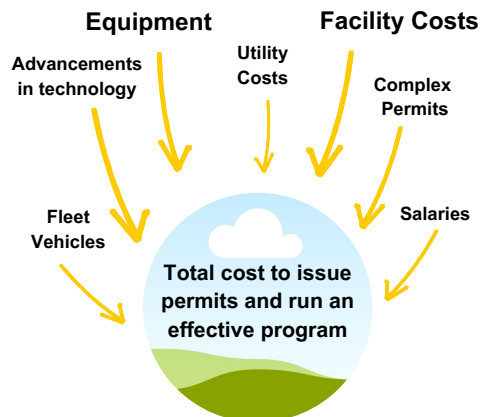 Equipment
Facility Costs
Advancements
in technology
Utility
Costs
Complex
Permits
Fleet
Vehicles
Salaries
Total cost to issue
permits and run an
effective program